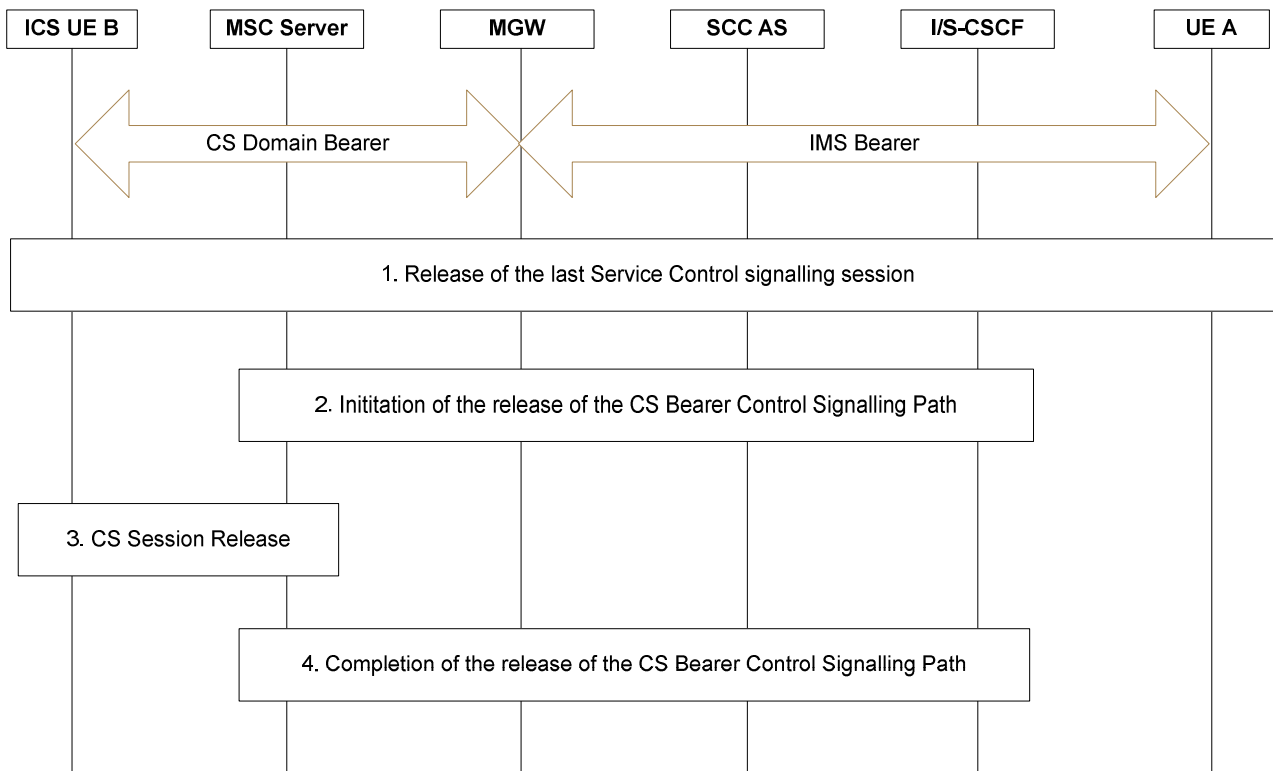 ICS UE B
MSC Server
MGW
SCC AS
I/S-CSCF
UE A
CS Domain Bearer
IMS Bearer
1. Release of the last Service Control signalling session
2. Inititation of the release of the CS Bearer Control Signalling Path
3. CS Session Release
4. Completion of the release of the CS Bearer Control Signalling Path